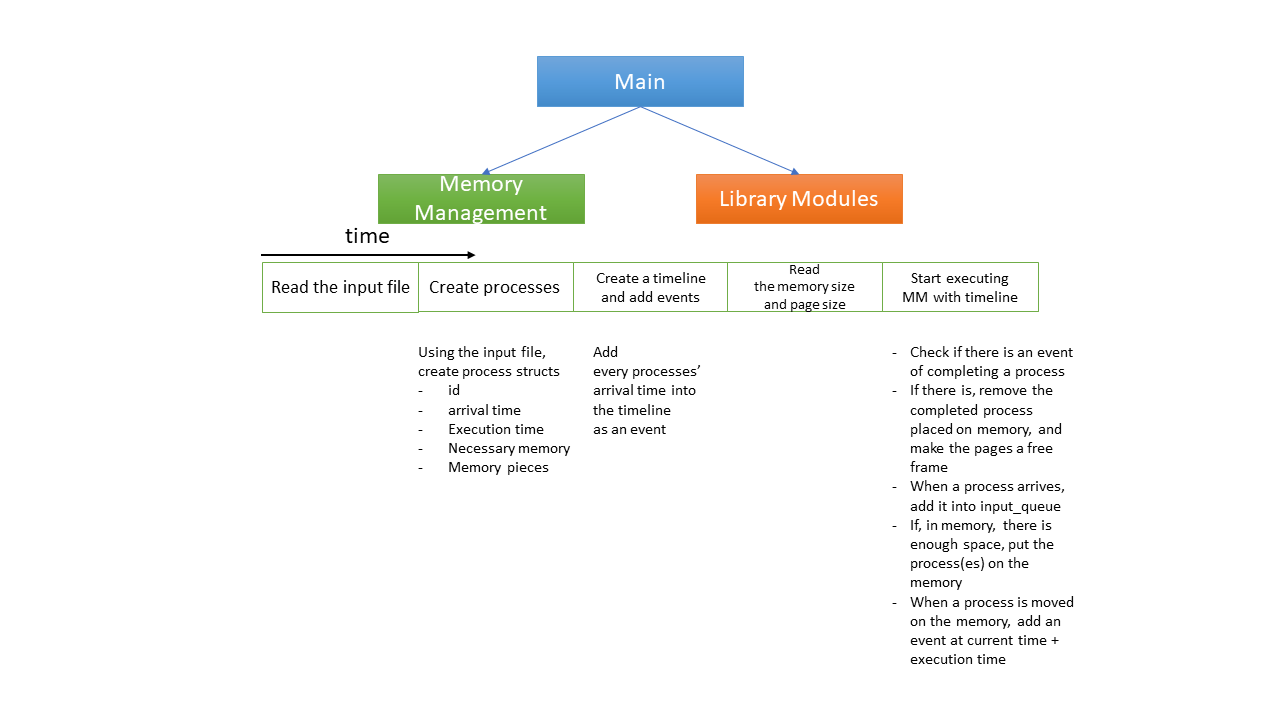 Main
Memory
Management
Library Modules
time
Read the input file
Create processes
Create a timeline
and add events
Read
the memory size
and page size
Start executing
MM with timeline
Using the input file,
create process structs
- id
- arrival time
- Execution time
- Necessary memory
- Memory pieces
Add
every processes’
arrival time into
the timeline
as an event
- Check if there is an event
of completing a process
- If there is, remove the
completed process
placed on memory, and
make the pages a free
frame
- When a process arrives,
add it into input_queue
- If, in memory, there is
enough space, put the
process(es) on the
memory
- When a process is moved
on the memory, add an
event at current time +
execution time